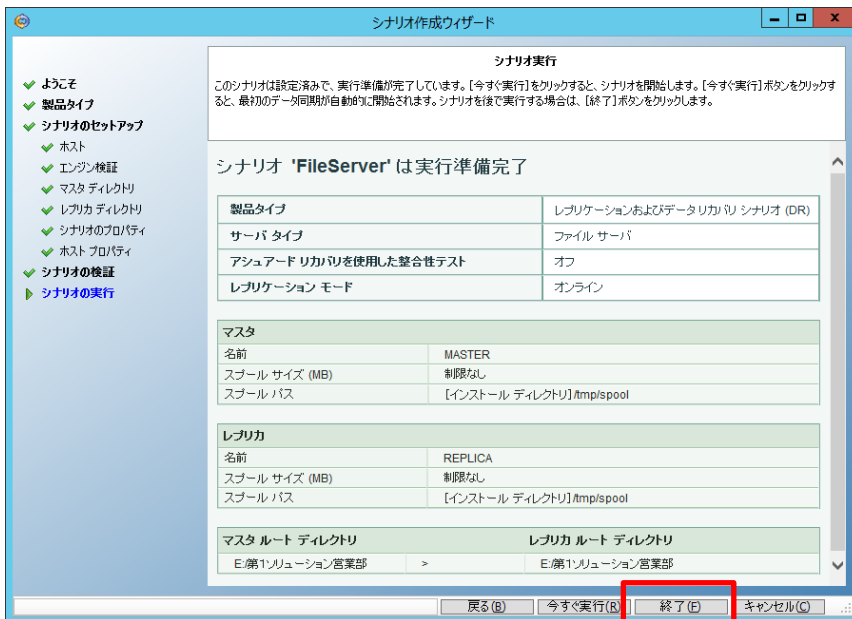 シナリオ作成ウィザード
ようこそ
製品タイプ
シナリオのセットアップ
ホスト
エンジン検証
マスタ ディレクトリ
レプリカ ディレクトリ
シナリオのプロパティ
ホスト プロパティ
シナリオの検証
シナリオの実行
シナリオ実行
このシナリオは設定済みで、実行準備が完了しています。[今すぐ実行]をクリックすると、シナリオを開始します。[今すぐ実行]ボタンをクリックす
ると、最初のデータ同期が自動的に開始されます。シナリオを後で実行する場合は、[終了]ボタンをクリックします。
シナリオ 'FileServer' は実行準備完了
製品タイプ レプリケーションおよびデータ リカバリ シナリオ (DR)
サーバ タイプ ファイル サーバ
アシュアード リカバリを使用した整合性テスト オフ
レプリケーション モード オンライン
マスタ
名前 MASTER
スプール サイズ (MB) 制限なし
スプール パス [インストール ディレクトリ]/tmp/spool
レプリカ
名前 REPLICA
スプール サイズ (MB) 制限なし
スプール パス [インストール ディレクトリ]/tmp/spool
マスタ ルート ディレクトリ レプリカ ルート ディレクトリ
E:/第1ソリューション営業部 > E:/第1ソリューション営業部
戻る(B) 今すぐ実行(R) 終了(F) キャンセル(C)